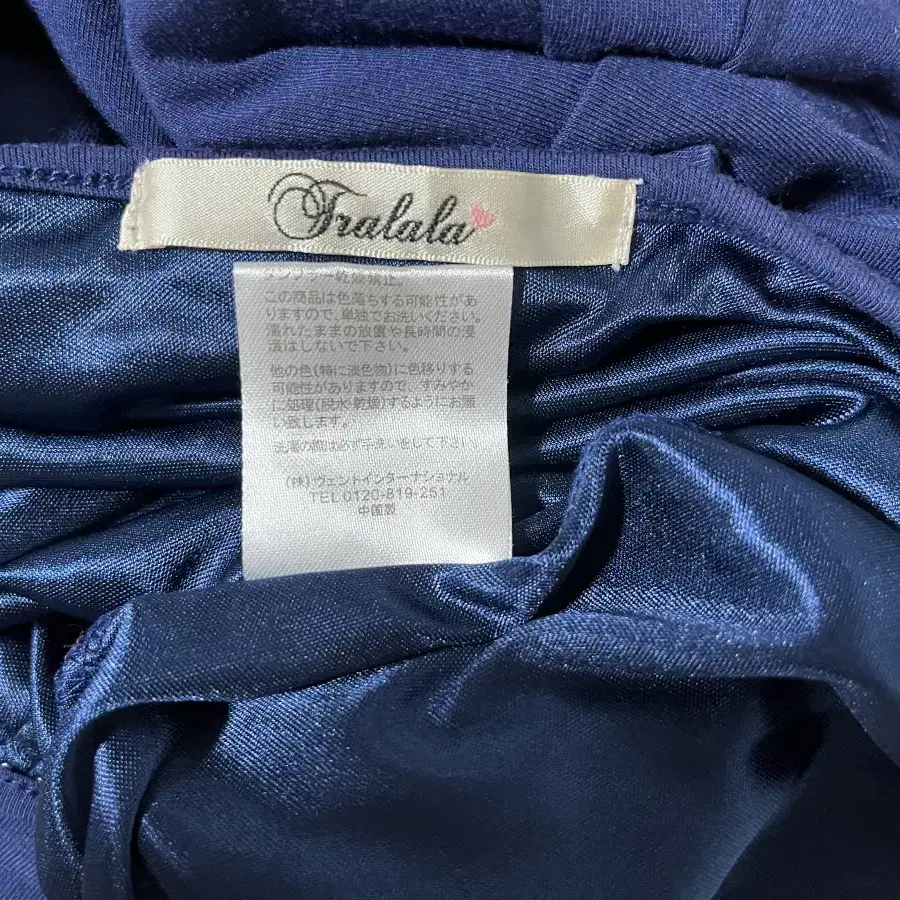 Tralala
乾燥禁止。
この商品は色落ちする可能性があ
りますので、単独でお洗いください。
濡れたままの放置や長時間の浸
漬はしないで下さい。
他の色(特に淡色物)に色移りする
可能性がありますので、すみやか
に処理(脱水・乾燥)するようにお願
い致します。
洗濯の際は必ず手洗いをして下さい。
(株)ヴェントインターナショナル
TEL 0120-819-251
中国製